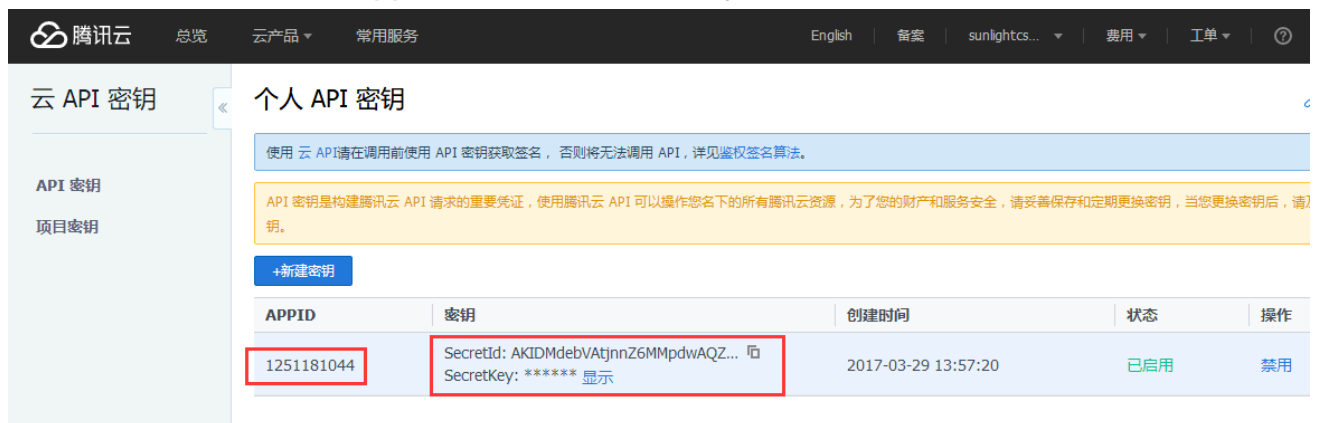 腾讯云 总览 云产品 常用服务 English 备案 sunlightcs... 费用 工单
云 API 密钥
个人 API 密钥
使用 云 API请在调用前使用 API 密钥获取签名，否则将无法调用 API，详见鉴权签名算法。
API 密钥
项目密钥
API 密钥是构建腾讯云 API 请求的重要凭证，使用腾讯云 API 可以操作您名下的所有腾讯云资源，为了您的财产和服务安全，请妥善保存和定期更换密钥，当您更换密钥后，请
钥。
+新建密钥
APPID 密钥 创建时间 状态 操作
1251181044 SecretId: AKIDMdebVAtjnnZ6MMpdwAQZ... 2017-03-29 13:57:20 已启用 禁用
SecretKey: ****** 显示